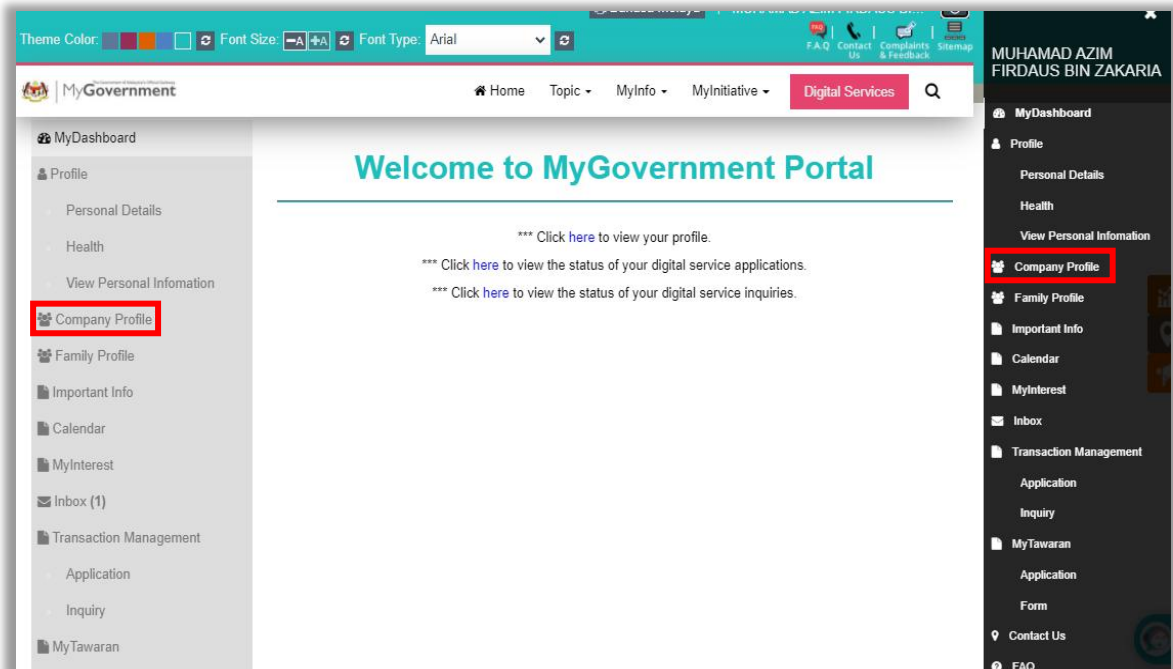 Theme Color: Font Size: -A +A Font Type: Arial
FAQ
F.A.Q Contact Us Complaints & Feedback Sitemap
MyGovernment
Home Topic MyInfo MyInitiative Digital Services
MyDashboard
Profile
Personal Details
Health
View Personal Infomation
Company Profile
Family Profile
Important Info
Calendar
MyInterest
Inbox (1)
Transaction Management
Application
Inquiry
MyTawaran
Welcome to MyGovernment Portal
*** Click here to view your profile.
*** Click here to view the status of your digital service applications.
*** Click here to view the status of your digital service inquiries.
MUHAMAD AZIM
FIRDAUS BIN ZAKARIA
MyDashboard
Profile
Personal Details
Health
View Personal Infomation
Company Profile
Family Profile
Important Info
Calendar
MyInterest
Inbox
Transaction Management
Application
Inquiry
MyTawaran
Application
Form
Contact Us
FAQ